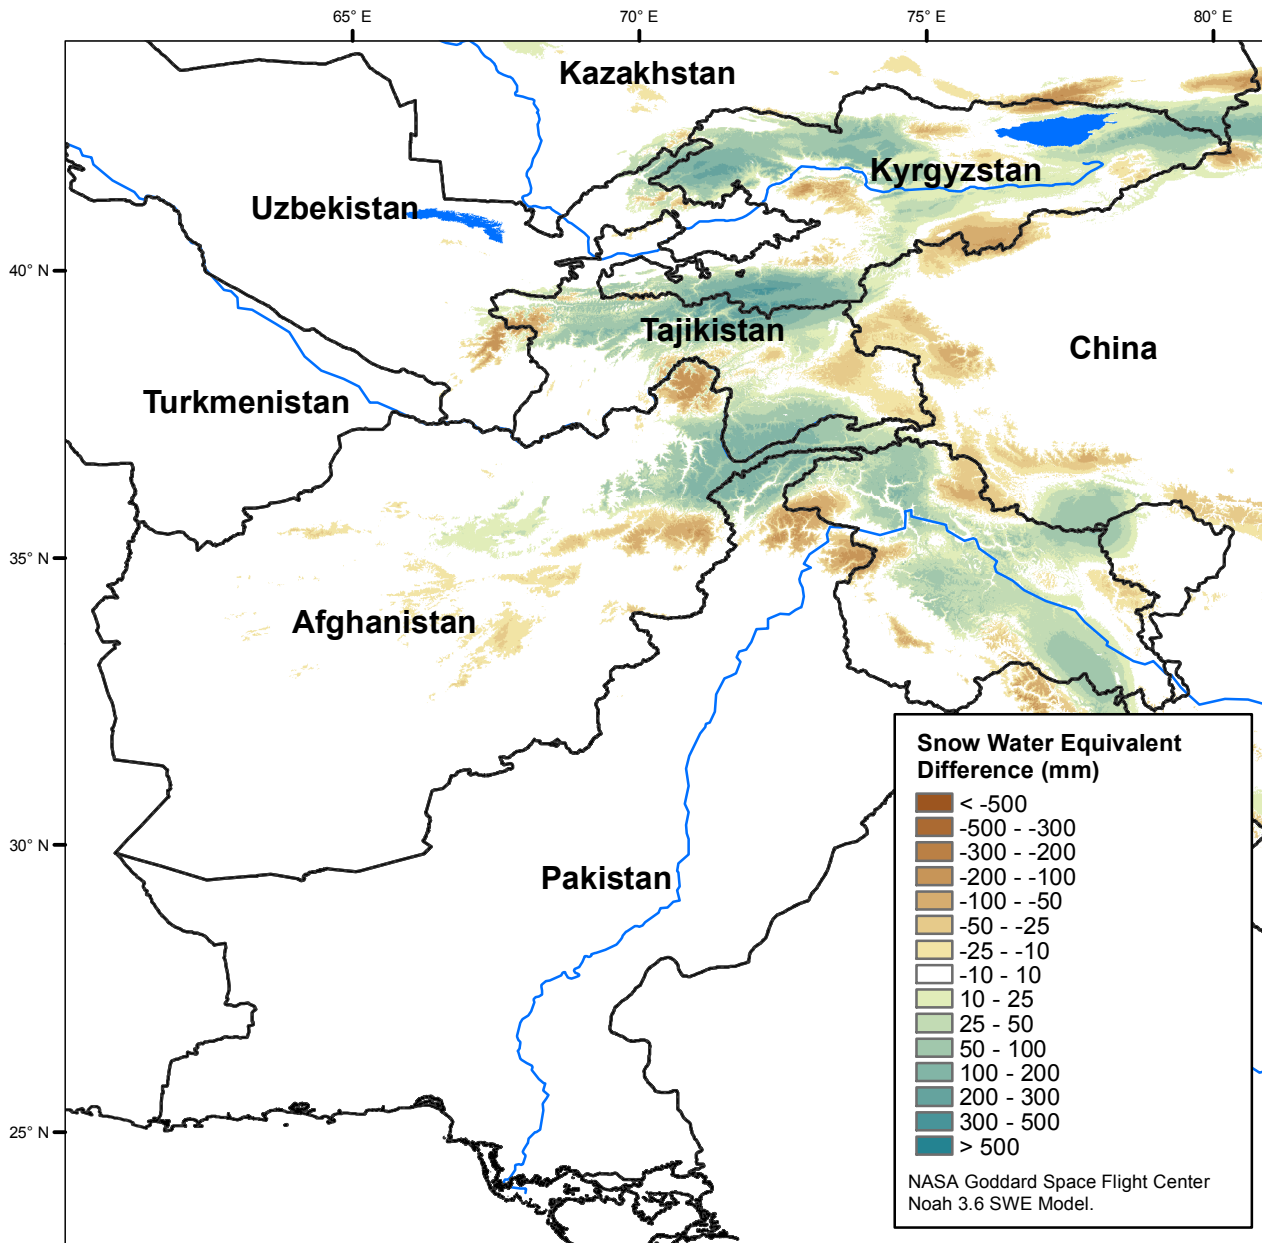 65° E
70° E
75° E
80° E
Kazakhstan
Kyrgyzstan
Uzbekistan
40° N
Tajikistan
China
Turkmenistan
35° N
Afghanistan
Snow Water Equivalent
Difference (mm)
< -500
-500 - -300
-300 - -200
-200 - -100
-100 - -50
-50 - -25
-25 - -10
-10 - 10
10 - 25
25 - 50
50 - 100
100 - 200
200 - 300
300 - 500
> 500
NASA Goddard Space Flight Center
Noah 3.6 SWE Model.
30° N
Pakistan
25° N